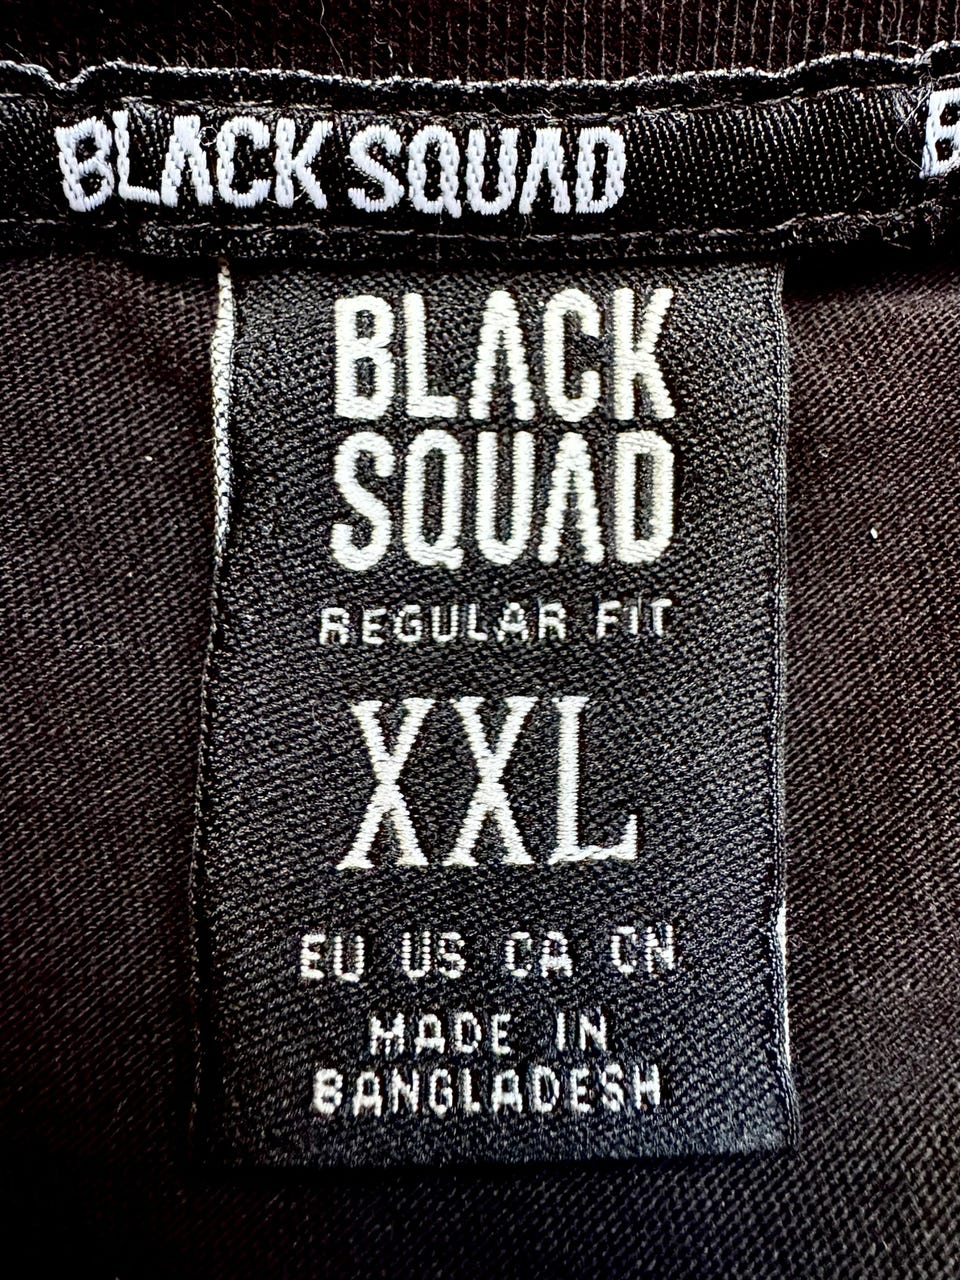 BLACK SQUAD B
BLACK
SQUAD
REGULAR FIT
XXL
EU US CA CN
MADE IN
BANGLADESH